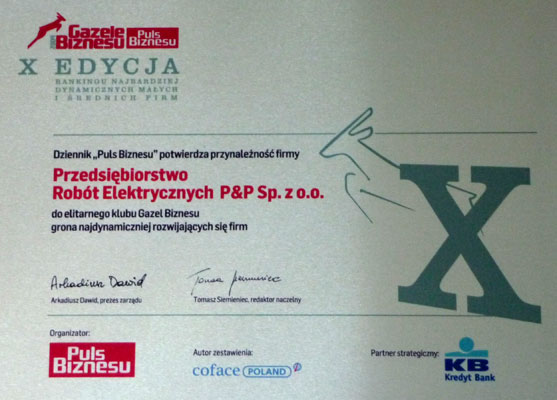 Gazele
Biznesu
Puls
Biznesu
X EDYCJA
RANKINGU NAJBARDZIEJ
DYNAMICZNYCH MAŁYCH
I ŚREDNICH FIRM
Dziennik „Puls Biznesu” potwierdza przynależność firmy
Przedsiębiorstwo
Robót Elektrycznych P&P Sp. z o.o.
do elitarnego klubu Gazel Biznesu
grona najdynamiczniej rozwijających się firm
X
Arkadiusz Dawid
Arkadiusz Dawid, prezes zarządu
Tomasz Siemieniec, redaktor naczelny
Organizator:
Puls
Biznesu
Autor zestawienia:
coface POLAND
Partner strategiczny:
KB
Kredyt Bank